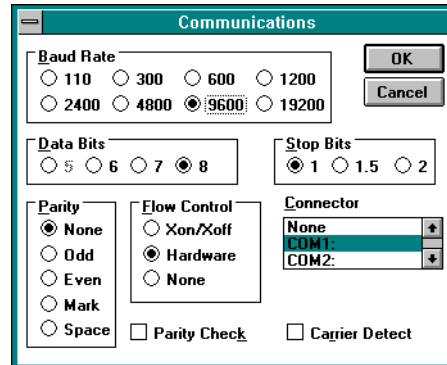 Communications
Baud Rate
110 300 600 1200
2400 4800 9600 19200
OK
Cancel
Data Bits
5 6 7 8
Stop Bits
1 1.5 2
Parity
None
Odd
Even
Mark
Space
Flow Control
Xon/Xoff
Hardware
None
Connector
None
COM1:
COM2:
Parity Check
Carrier Detect